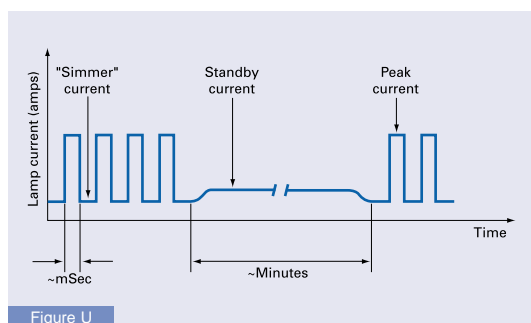 "Simmer"
current
Standby
current
Peak
current
Lamp current (amps)
Time
~mSec
~Minutes
Figure U